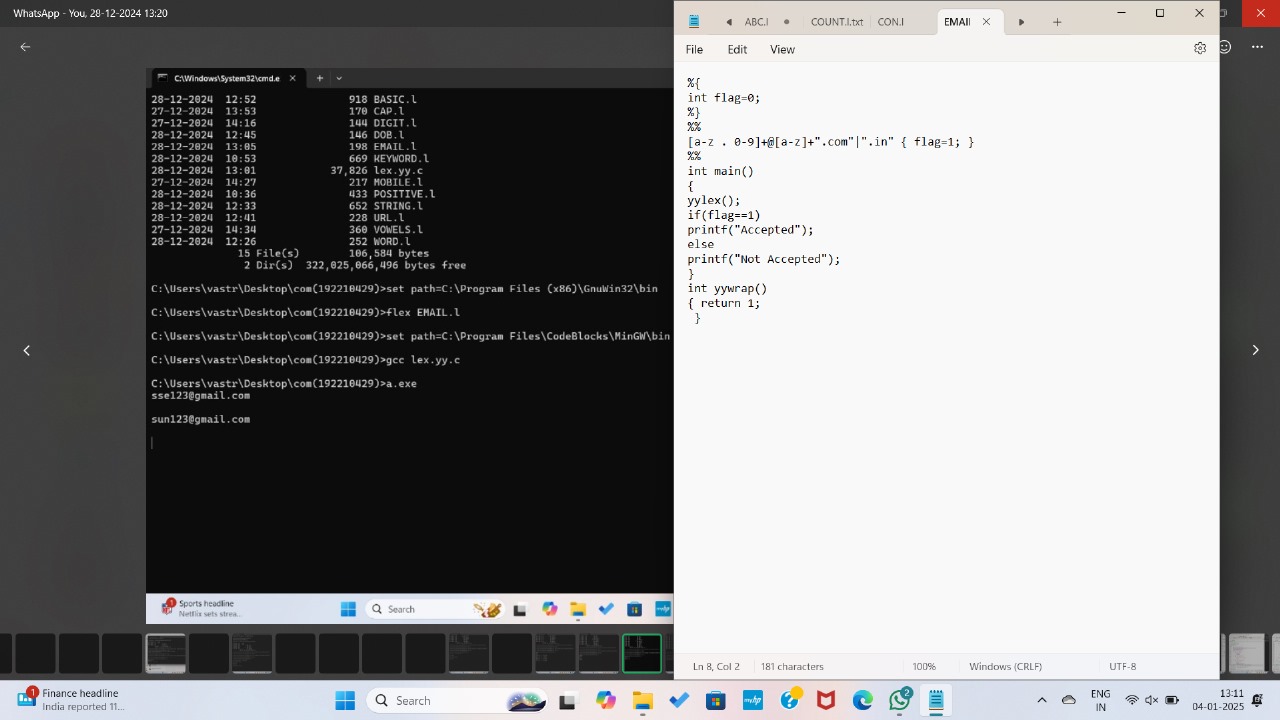 WhatsApp - You, 28-12-2024 13:20
C:\Windows\System32\cmd.e
28-12-2024 12:52 918 BASIC.l
27-12-2024 13:53 170 CAP.l
27-12-2024 14:16 144 DIGIT.l
28-12-2024 12:45 146 DOB.l
28-12-2024 13:05 198 EMAIL.l
28-12-2024 10:53 669 KEYWORD.l
28-12-2024 13:01 37,826 lex.yy.c
27-12-2024 14:27 217 MOBILE.l
28-12-2024 10:36 433 POSITIVE.l
28-12-2024 12:33 652 STRING.l
28-12-2024 12:41 228 URL.l
27-12-2024 14:34 360 VOWELS.l
28-12-2024 12:26 252 WORD.l
15 File(s) 106,584 bytes
2 Dir(s) 322,025,066,496 bytes free
C:\Users\vastr\Desktop\com(192210429)>set path=C:\Program Files (x86)\GnuWin32\bin
C:\Users\vastr\Desktop\com(192210429)>flex EMAIL.l
C:\Users\vastr\Desktop\com(192210429)>set path=C:\Program Files\CodeBlocks\MinGW\bin
C:\Users\vastr\Desktop\com(192210429)>gcc lex.yy.c
C:\Users\vastr\Desktop\com(192210429)>a.exe
sse123@gmail.com
sun123@gmail.com
Sports headline
Netflix sets strea...
Search
ABC.l
COUNT.l.txt
CON.l
EMAIL
File Edit View
%{
int flag=0;
%}
%%
[a-z . 0-9]+@[a-z]+".com"|".in" { flag=1; }
%%
int main()
{
yylex();
if(flag==1)
printf("Accepted");
else
printf("Not Accepted");
}
int yywrap()
{ return 1;
}
Ln 8, Col 2 181 characters 100% Windows (CRLF) UTF-8
1
Finance headline
India reported 11...
Search
2
ENG
IN
13:11
04-01-2025